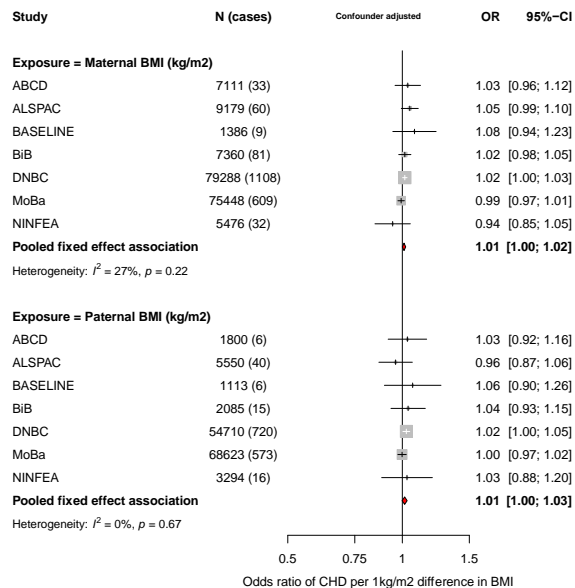 Study N (cases) Confounder adjusted OR 95%−CI
Exposure = Maternal BMI (kg/m2)
ABCD 7111 (33) 1.03 [0.96; 1.12]
ALSPAC 9179 (60) 1.05 [0.99; 1.10]
BASELINE 1386 (9) 1.08 [0.94; 1.23]
BiB 7360 (81) 1.02 [0.98; 1.05]
DNBC 79288 (1108) 1.02 [1.00; 1.03]
MoBa 75448 (609) 0.99 [0.97; 1.01]
NINFEA 5476 (32) 0.94 [0.85; 1.05]
Pooled fixed effect association 1.01 [1.00; 1.02]
Heterogeneity: I² = 27%, p = 0.22
Exposure = Paternal BMI (kg/m2)
ABCD 1800 (6) 1.03 [0.92; 1.16]
ALSPAC 5550 (40) 0.96 [0.87; 1.06]
BASELINE 1113 (6) 1.06 [0.90; 1.26]
BiB 2085 (15) 1.04 [0.93; 1.15]
DNBC 54710 (720) 1.02 [1.00; 1.05]
MoBa 68623 (573) 1.00 [0.97; 1.02]
NINFEA 3294 (16) 1.03 [0.88; 1.20]
Pooled fixed effect association 1.01 [1.00; 1.03]
Heterogeneity: I² = 0%, p = 0.67
0.5 0.75 1 1.5
Odds ratio of CHD per 1kg/m2 difference in BMI